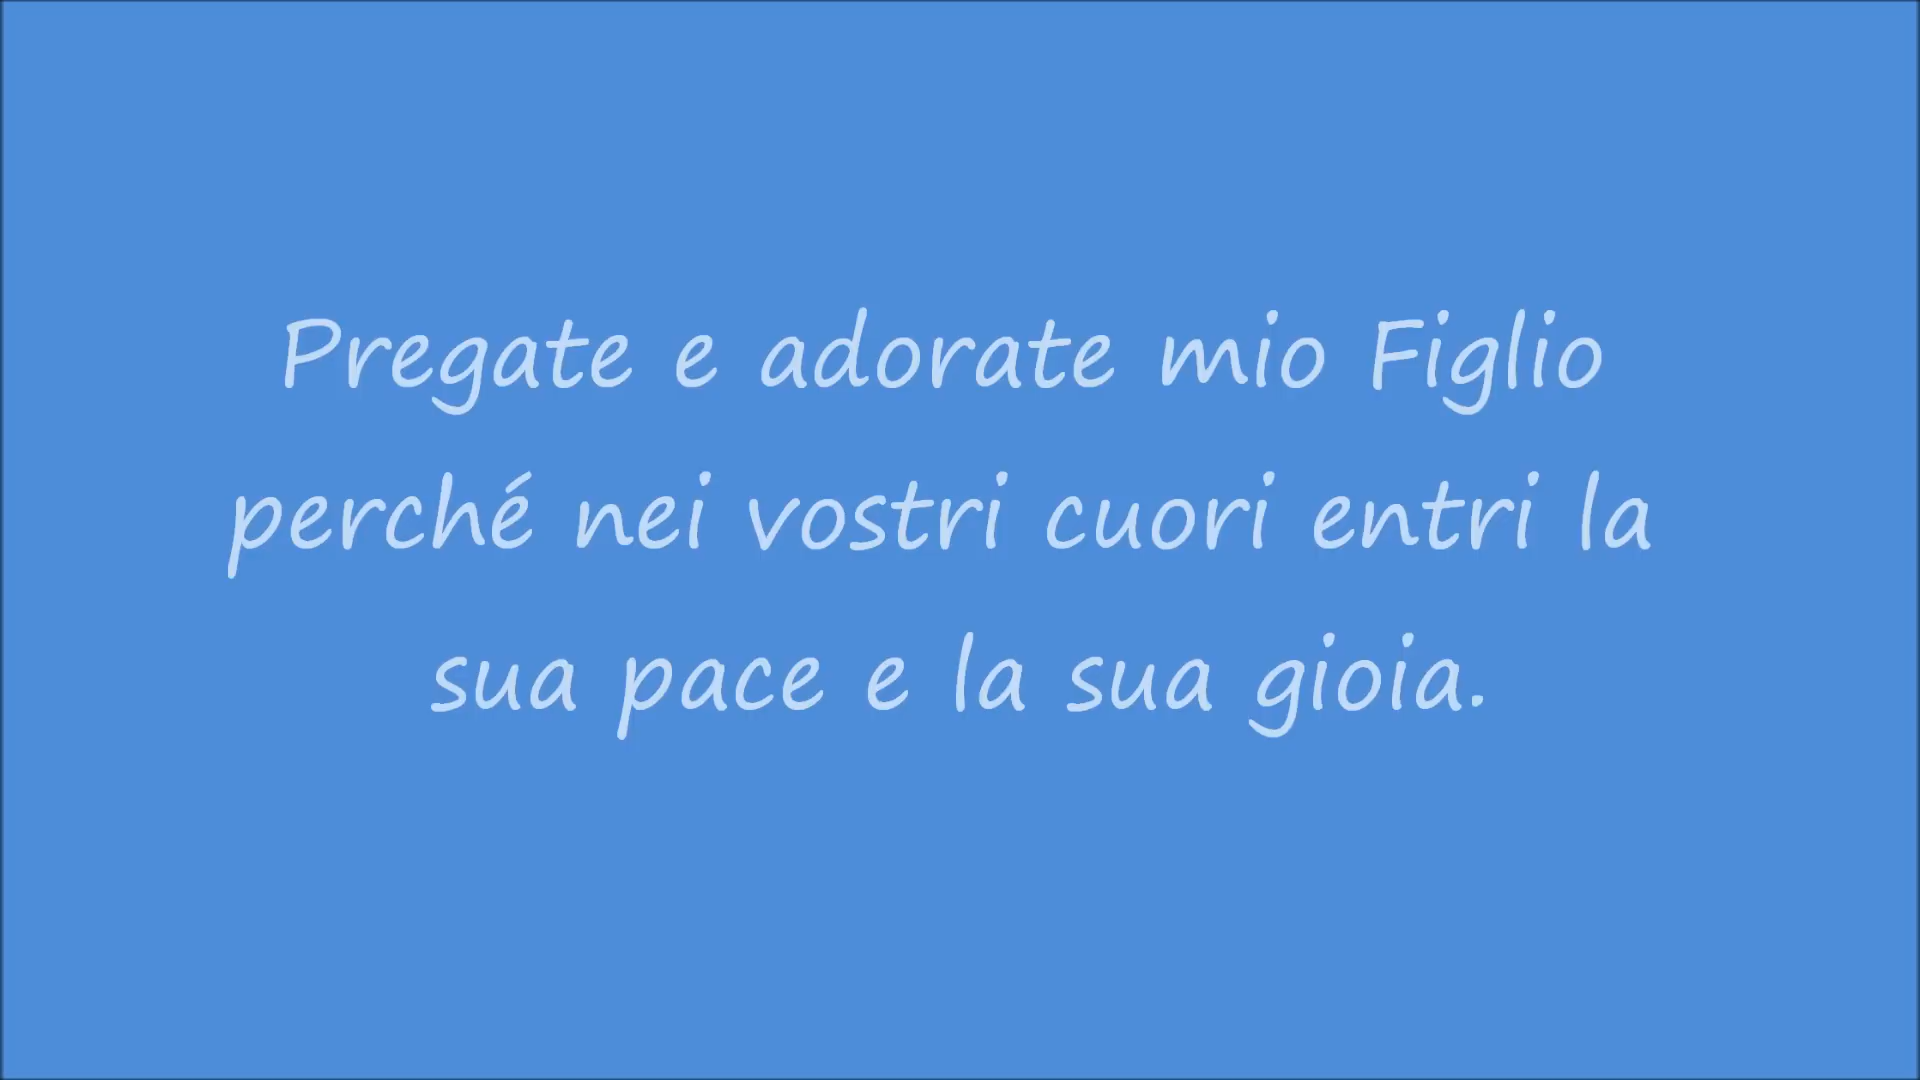 Pregate e adorate mio Figlio
perché nei vostri cuori entri la
sua pace e la sua gioia.